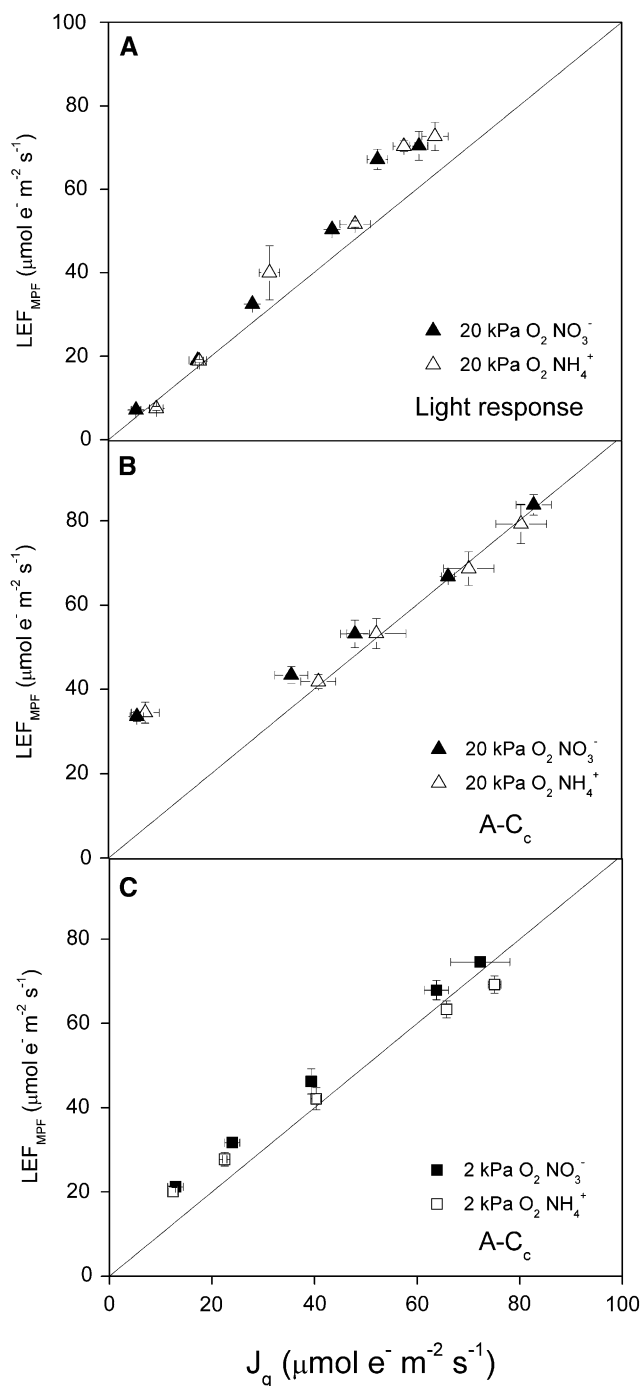 100
A
80
60
40
20
0
LEF_MPF (μmol e⁻ m⁻² s⁻¹)
20 kPa O₂ NO₃⁻
20 kPa O₂ NH₄⁺
Light response
B
80
60
40
20
0
LEF_MPF (μmol e⁻ m⁻² s⁻¹)
20 kPa O₂ NO₃⁻
20 kPa O₂ NH₄⁺
A-C_c
C
80
60
40
20
0
LEF_MPF (μmol e⁻ m⁻² s⁻¹)
2 kPa O₂ NO₃⁻
2 kPa O₂ NH₄⁺
A-C_c
0 20 40 60 80 100
J_g (μmol e⁻ m⁻² s⁻¹)